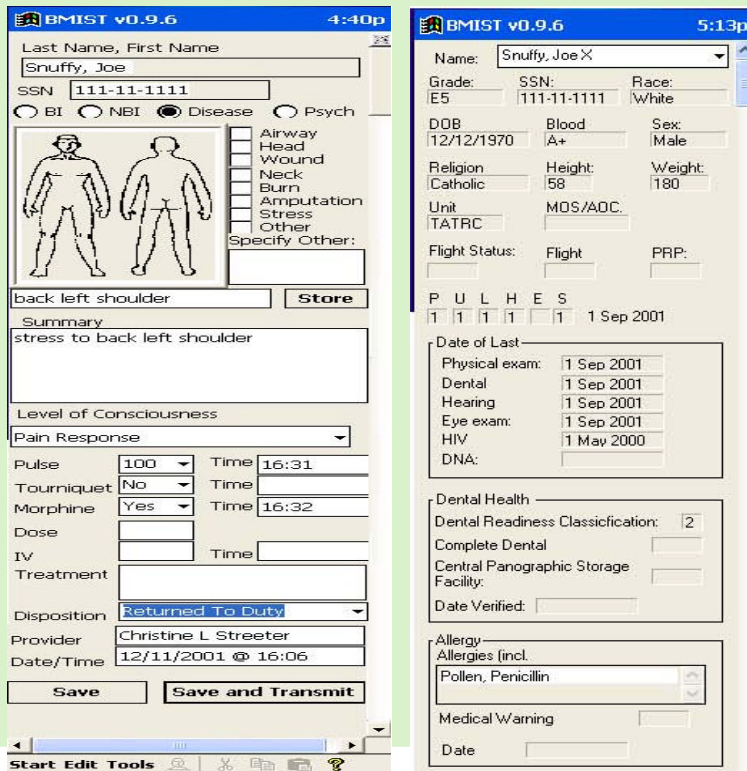 BMIST v0.9.6 4:40p
Last Name, First Name
Snuffy, Joe
SSN 111-11-1111
BI NBI Disease Psych
Airway
Head
Wound
Neck
Burn
Amputation
Stress
Other
Specify Other:
back left shoulder Store
Summary
stress to back left shoulder
Level of Consciousness
Pain Response
Pulse 100 Time 16:31
Tourniquet No Time
Morphine Yes Time 16:32
Dose
IV Time
Treatment
Disposition Returned To Duty
Provider Christine L Streeter
Date/Time 12/11/2001 @ 16:06
Save Save and Transmit
Start Edit Tools
BMIST v0.9.6 5:13p
Name: Snuffy, Joe X
Grade: SSN: Race:
E5 111-11-1111 White
DOB Blood Sex:
12/12/1970 A+ Male
Religion Height: Weight:
Catholic 58 180
Unit MOS/AOC.
TATRC
Flight Status: Flight PRP:
P U L H E S
1 1 1 1 1 1 Sep 2001
Date of Last
Physical exam: 1 Sep 2001
Dental 1 Sep 2001
Hearing 1 Sep 2001
Eye exam: 1 Sep 2001
HIV 1 May 2000
DNA:
Dental Health
Dental Readiness Classicfication: 2
Complete Dental
Central Panographic Storage
Facility:
Date Verified:
Allergy
Allergies (incl.
Pollen, Penicillin
Medical Warning
Date